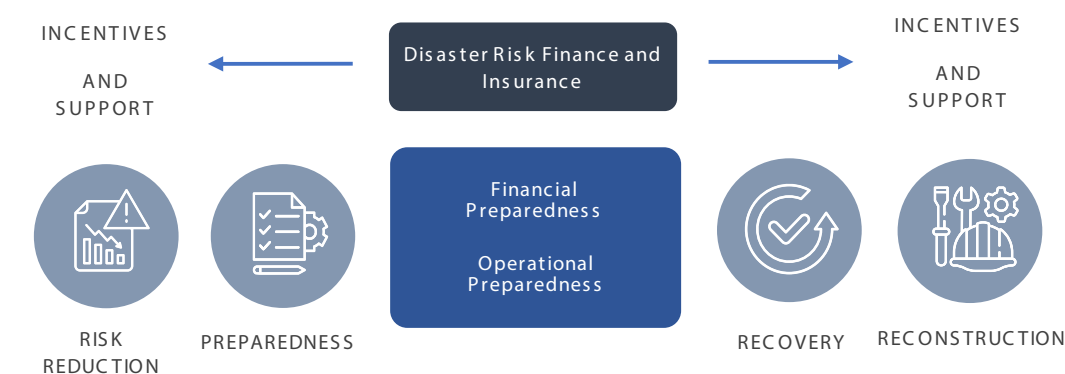 INCENTIVES
AND
SUPPORT
Disaster Risk Finance and
Insurance
INCENTIVES
AND
SUPPORT
Financial
Preparedness
Operational
Preparedness
RISK
REDUCTION
PREPAREDNESS
RECOVERY
RECONSTRUCTION